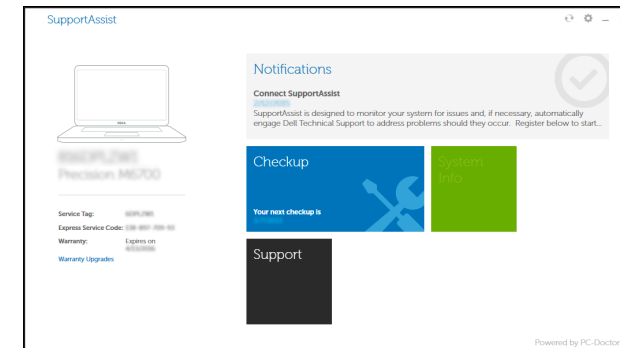 SupportAssist
DELL
Notifications
Connect SupportAssist
SupportAssist is designed to monitor your system for issues and, if necessary, automatically
engage Dell Technical Support to address problems should they occur. Register below to start...
Precision M6700
Checkup
System
Info
Your next checkup is
Service Tag:
Express Service Code:
Warranty: Expires on
Warranty Upgrades
Support
Powered by PC-Doctor